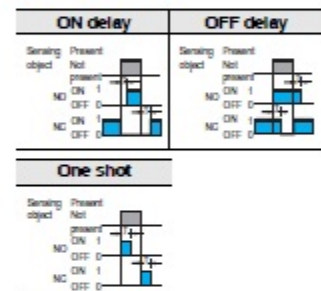 ON delay
OFF delay
Sensing object
Present
Not present
NO
ON 1
OFF 0
NC
ON 1
OFF 0
Sensing object
Present
Not present
NO
ON 1
OFF 0
NC
ON 1
OFF 0
One shot
Sensing object
Present
Not present
NO
ON 1
OFF 0
NC
ON 1
OFF 0